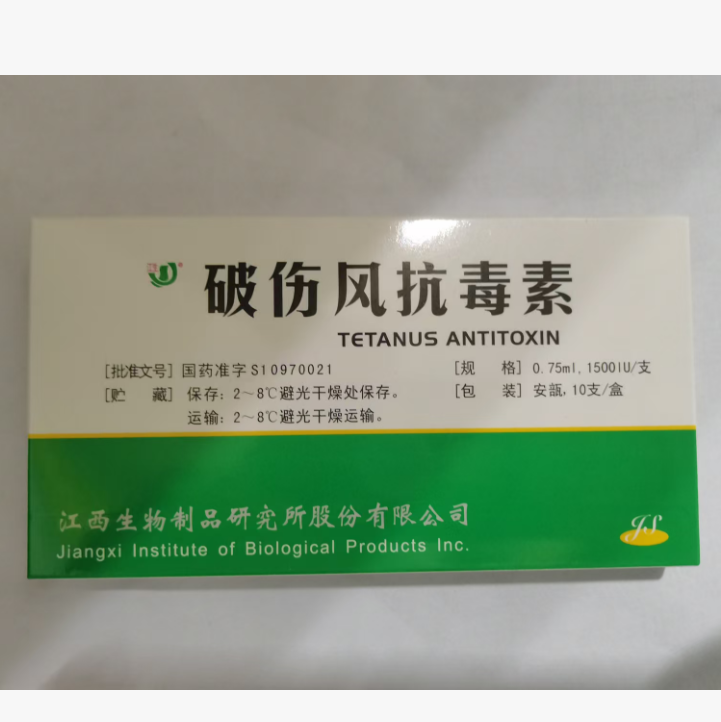 破伤风抗毒素
TETANUS ANTITOXIN
[批准文号] 国药准字S10970021
[规 格] 0.75ml,1500IU/支
[贮 藏] 保存：2～8℃避光干燥处保存。
[包 装] 安瓿,10支/盒
运输：2～8℃避光干燥运输。
江西生物制品研究所股份有限公司
JS
Jiangxi Institute of Biological Products Inc.